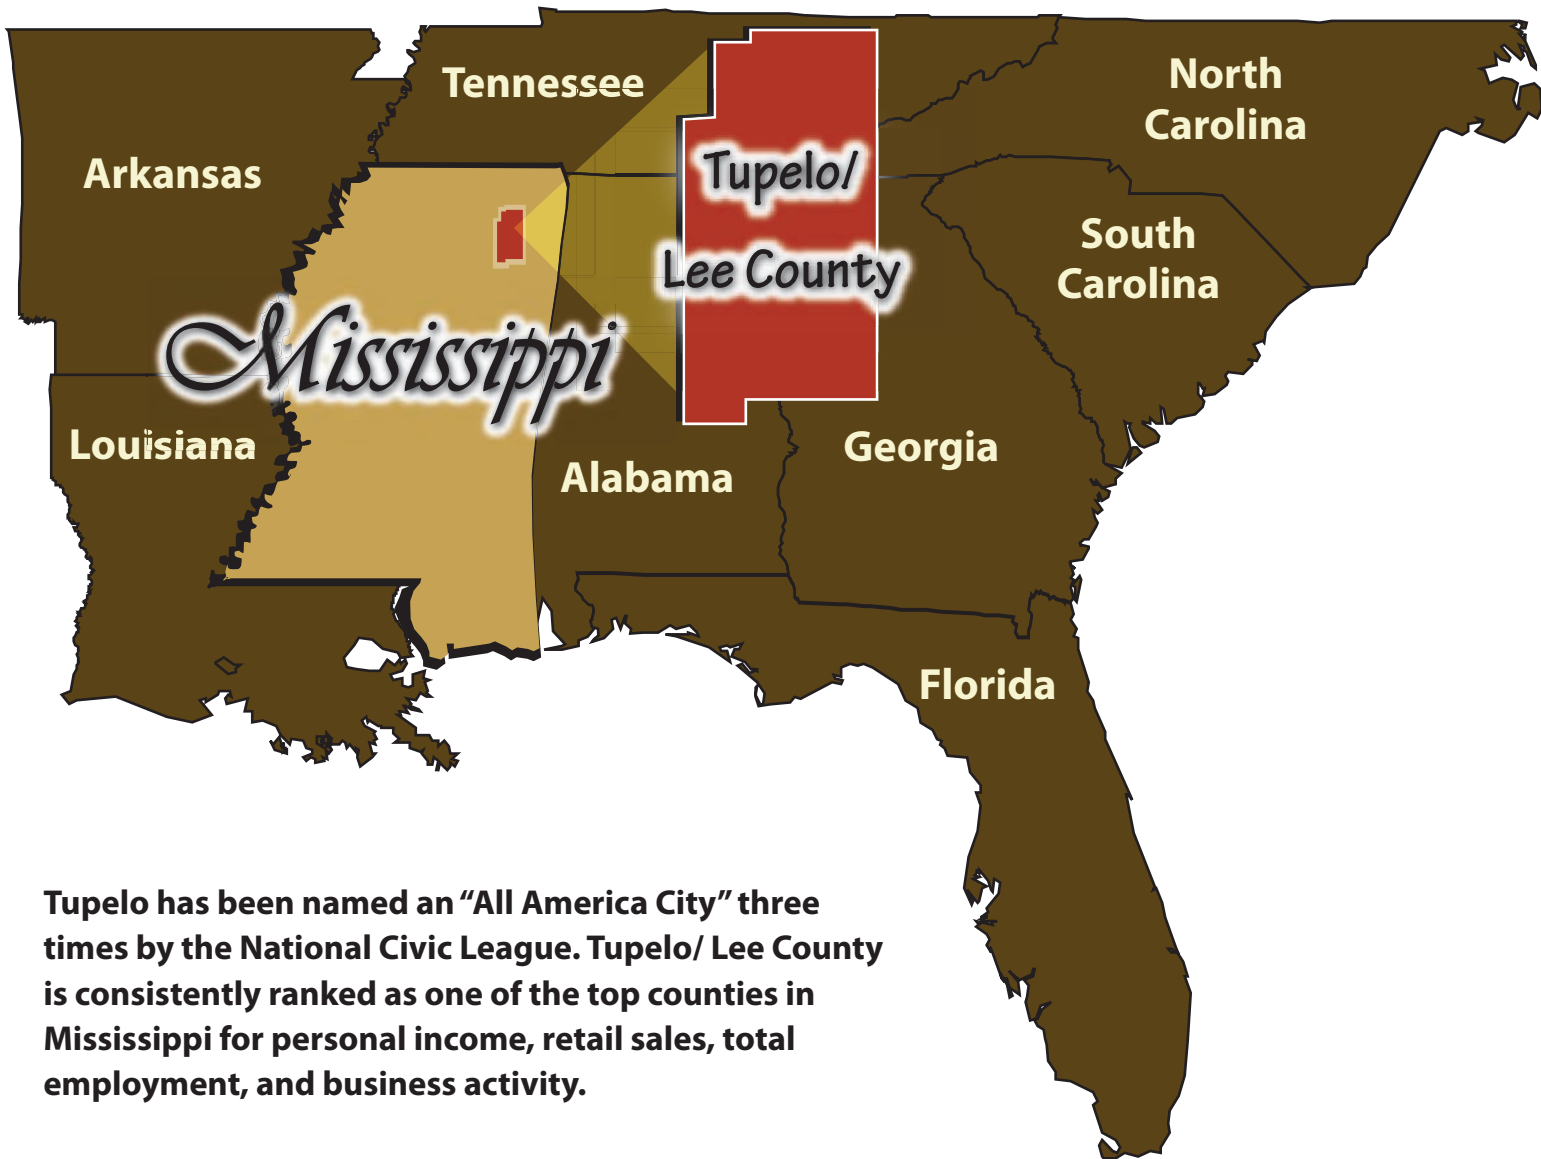 Tennessee
North
Carolina
Arkansas
Tupelo/
Lee County
South
Carolina
Mississippi
Louisiana
Alabama
Georgia
Florida
Tupelo has been named an “All America City” three
times by the National Civic League. Tupelo/ Lee County
is consistently ranked as one of the top counties in
Mississippi for personal income, retail sales, total
employment, and business activity.